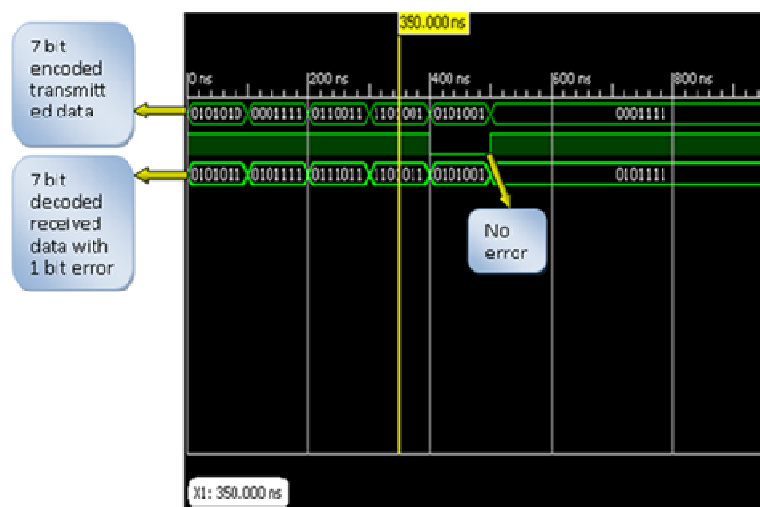 350.000 ns
7 bit
encoded
transmitt
ed data
0 ns 200 ns 400 ns 600 ns 800 ns
0101010 0001111 0110011 0101001 0001111
7 bit
decoded
received
data with
1 bit error
0101011 0101111 0111011 0101001 0101111
No
error
X1: 350.000 ns